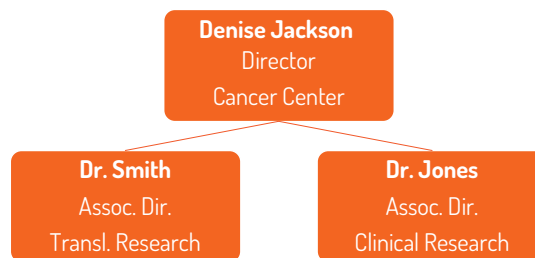 Denise Jackson
Director
Cancer Center
Dr. Smith
Assoc. Dir.
Transl. Research
Dr. Jones
Assoc. Dir.
Clinical Research